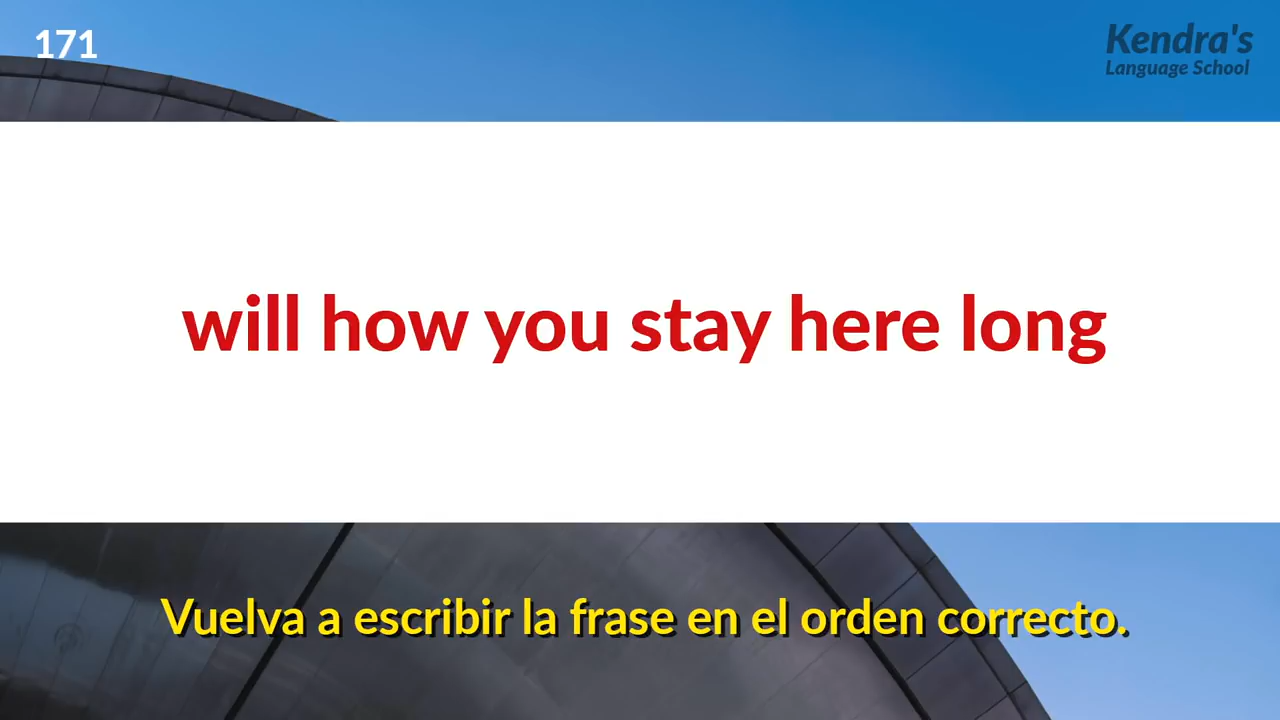 171
Kendra's
Language School
will how you stay here long
Vuelva a escribir la frase en el orden correcto.